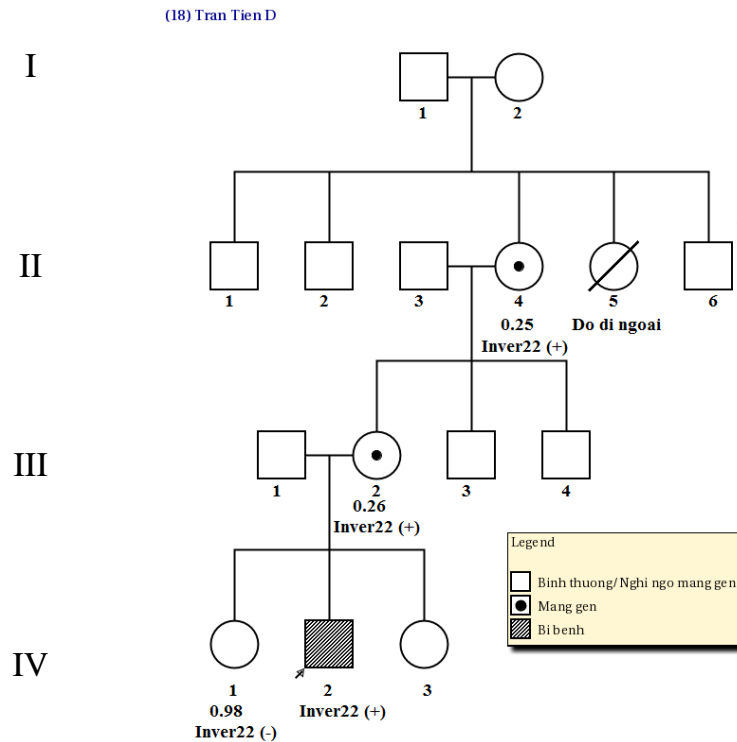 (18) Tran Tien D
I
1 2
II
1 2 3 4 5 6
0.25 Do di ngoai
Inver22 (+)
III
1 2 3 4
0.26
Inver22 (+)
Legend
Binh thuong/ Nghi ngo mang gen
Mang gen
Bi benh
IV
1 2 3
0.98 Inver22 (+)
Inver22 (-)